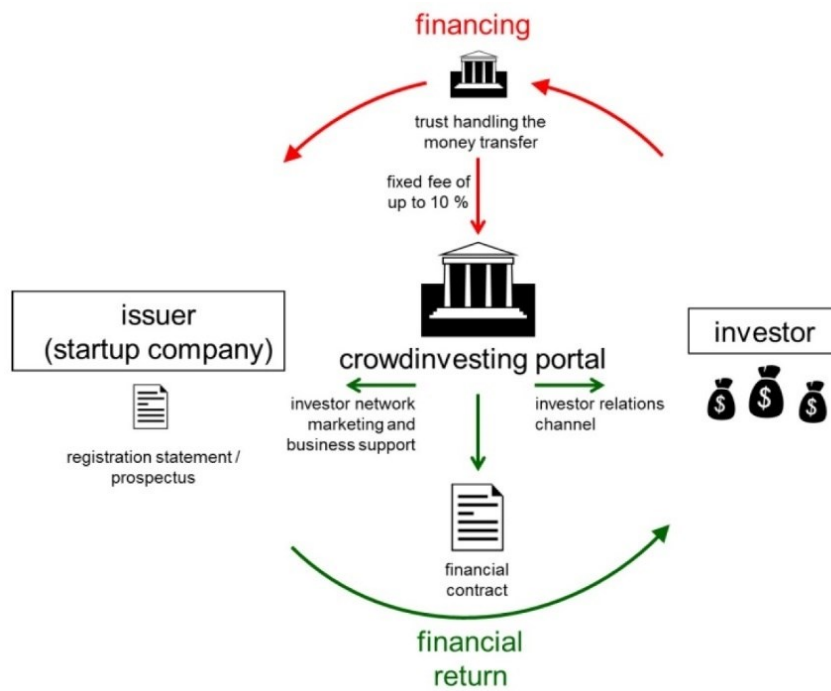 financing
trust handling the
money transfer
fixed fee of
up to 10 %
issuer
(startup company)
investor
crowdinvesting portal
$ $ $
investor network
marketing and
business support
investor relations
channel
registration statement /
prospectus
financial
contract
financial
return